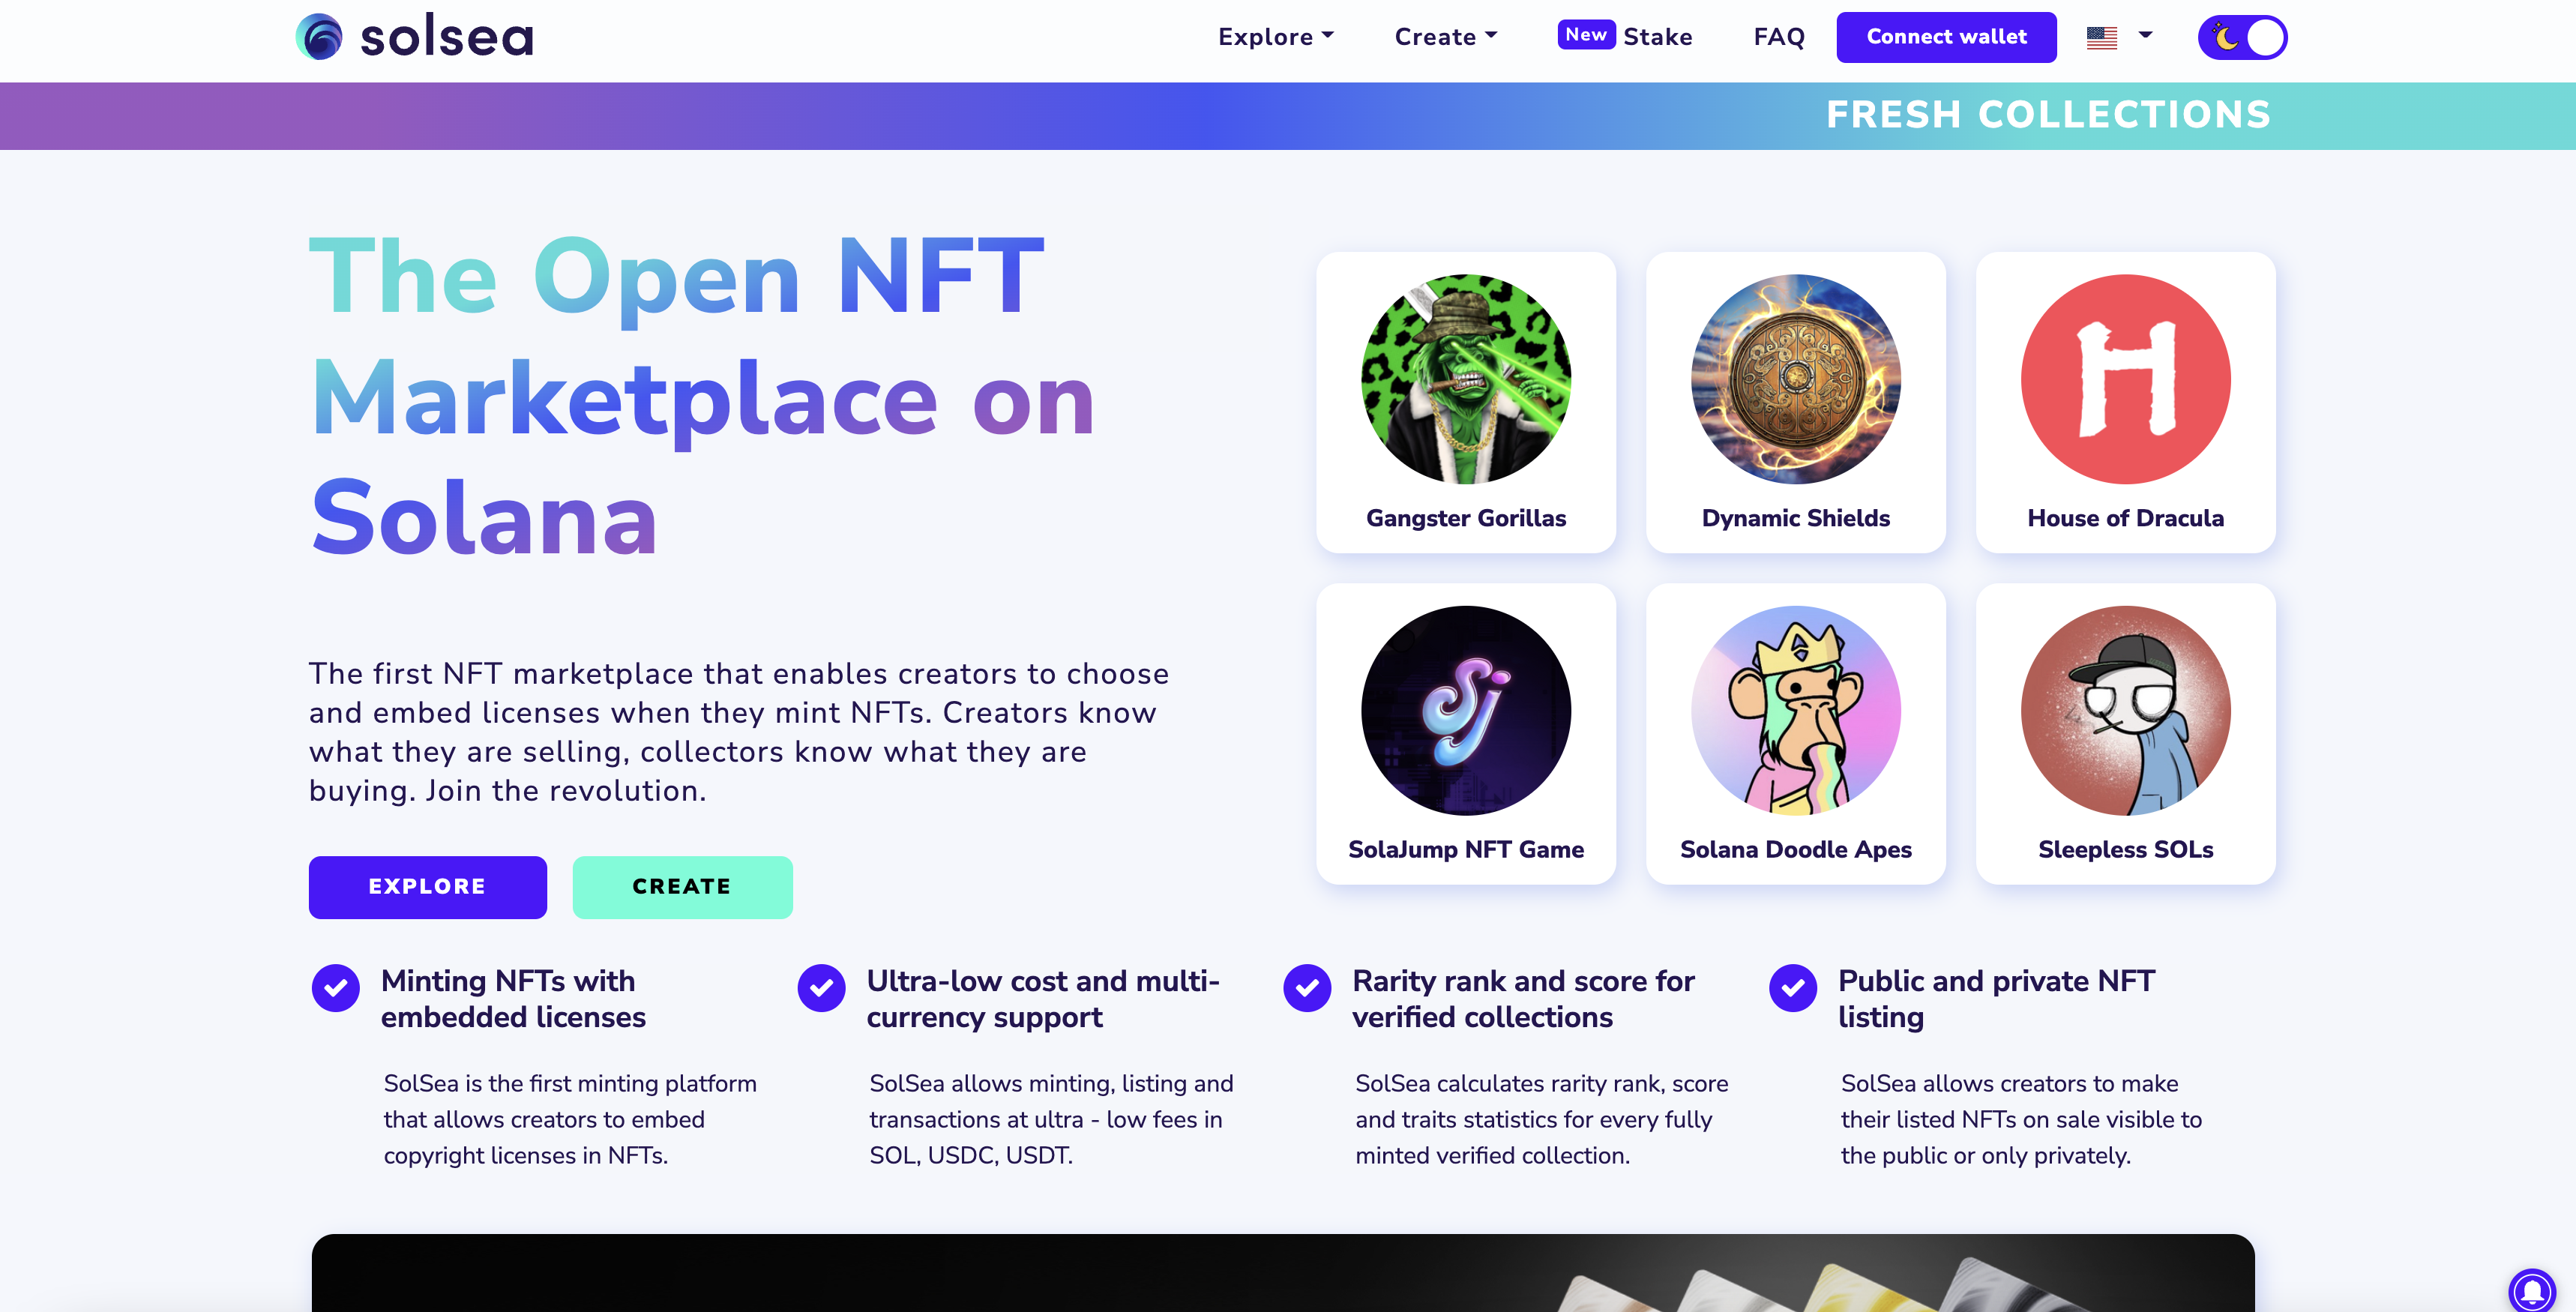 solsea
Explore
Create
New Stake
FAQ
Connect wallet
FRESH COLLECTIONS
The Open NFT
Marketplace on
Solana
The first NFT marketplace that enables creators to choose
and embed licenses when they mint NFTs. Creators know
what they are selling, collectors know what they are
buying. Join the revolution.
EXPLORE
CREATE
Gangster Gorillas
Dynamic Shields
H
House of Dracula
Sj
SolaJump NFT Game
Solana Doodle Apes
Sleepless SOLs
Minting NFTs with
embedded licenses
SolSea is the first minting platform
that allows creators to embed
copyright licenses in NFTs.
Ultra-low cost and multi-
currency support
SolSea allows minting, listing and
transactions at ultra - low fees in
SOL, USDC, USDT.
Rarity rank and score for
verified collections
SolSea calculates rarity rank, score
and traits statistics for every fully
minted verified collection.
Public and private NFT
listing
SolSea allows creators to make
their listed NFTs on sale visible to
the public or only privately.